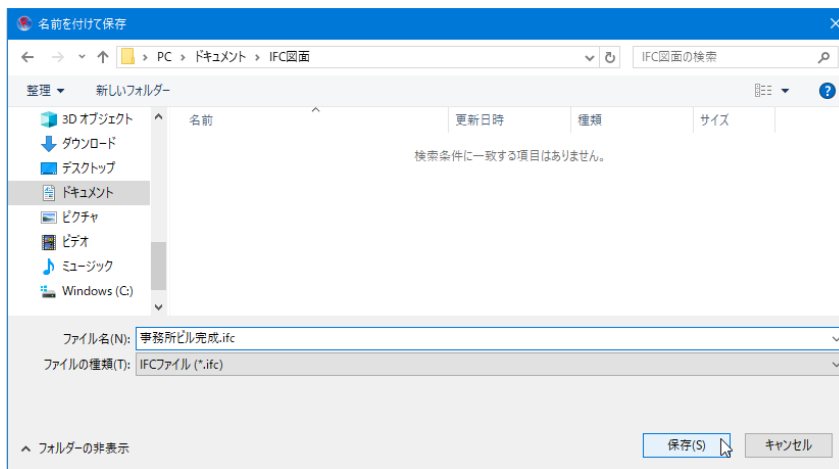 名前を付けて保存
PC › ドキュメント › IFC図面
IFC図面の検索
整理 新しいフォルダー
名前 更新日時 種類 サイズ
検索条件に一致する項目はありません。
3D オブジェクト
ダウンロード
デスクトップ
ドキュメント
ピクチャ
ビデオ
ミュージック
Windows (C:)
ファイル名(N): 事務所ビル完成.ifc
ファイルの種類(T): IFCファイル (*.ifc)
フォルダーの非表示 保存(S) キャンセル